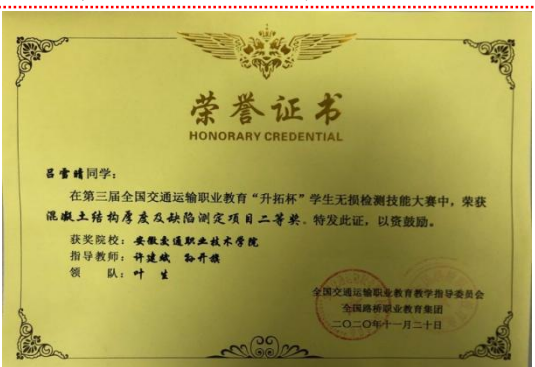 荣誉证书
HONORARY CREDENTIAL
吕雪晴同学：
在第三届全国交通运输职业教育“升拓杯”学生无损检测技能大赛中，荣获
混凝土结构厚度及缺陷测定项目二等奖。特发此证，以资鼓励。
获奖院校：安徽交通职业技术学院
指导教师：许建斌 孙开旗
领 队：叶生
全国交通运输职业教育教学指导委员会
全国路桥职业教育集团
二〇二〇年十一月二十日